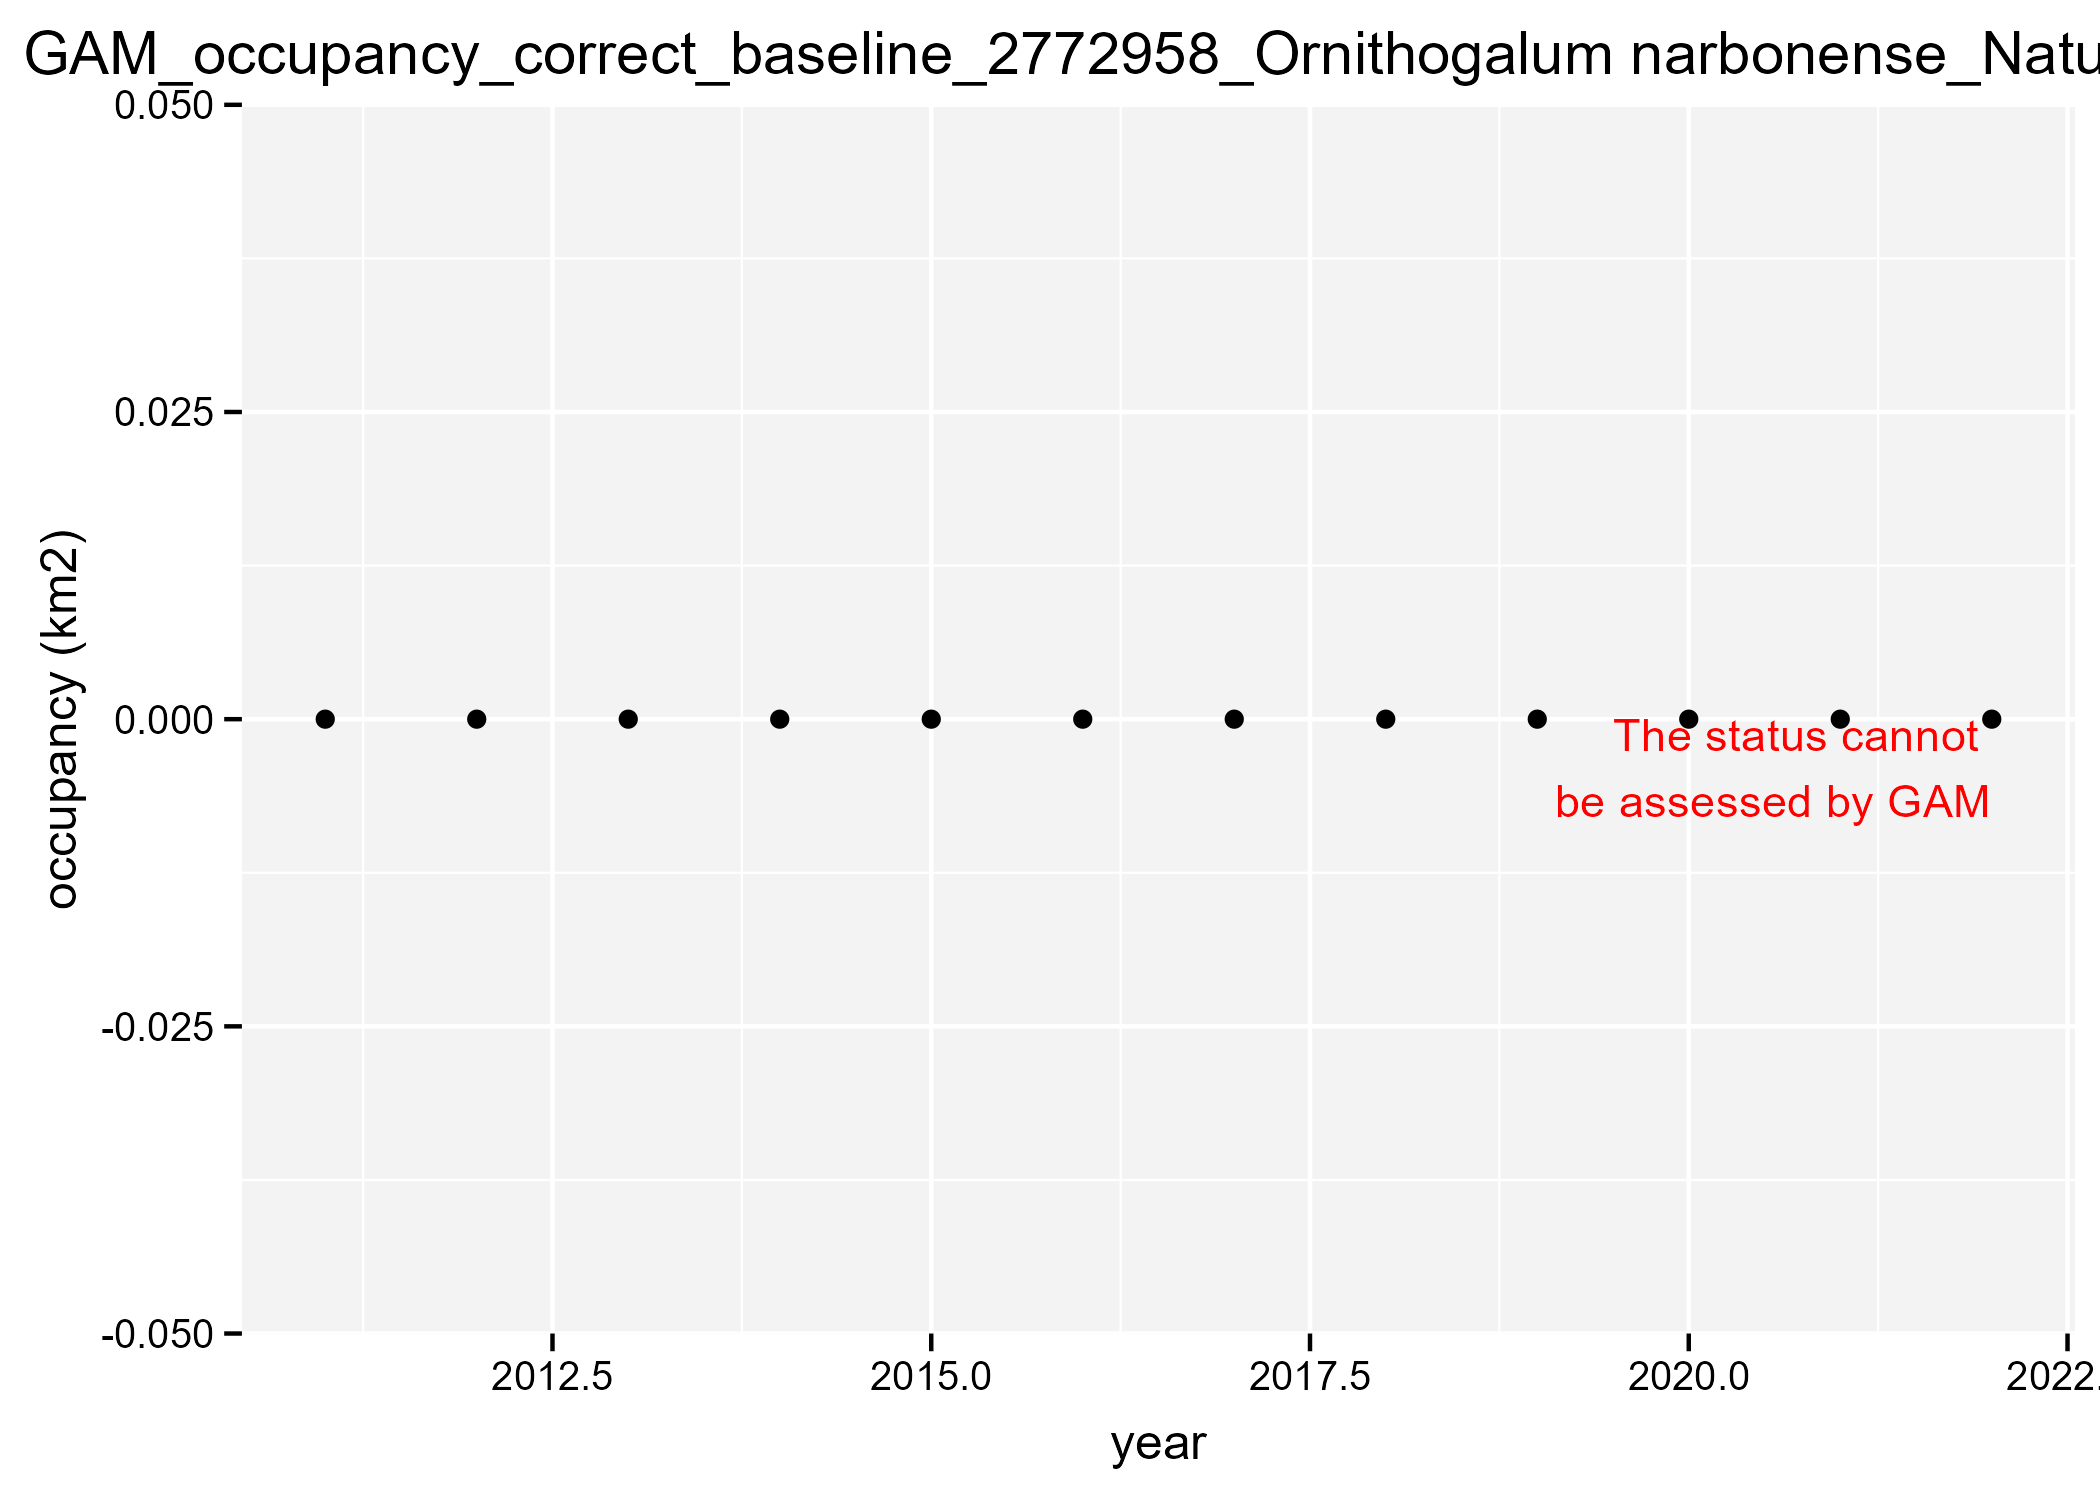 GAM_occupancy_correct_baseline_2772958_Ornithogalum narbonense_Natu
0.050
0.025
0.000
-0.025
-0.050
occupancy (km2)
The status cannot
be assessed by GAM
2012.5
2015.0
2017.5
2020.0
2022.
year